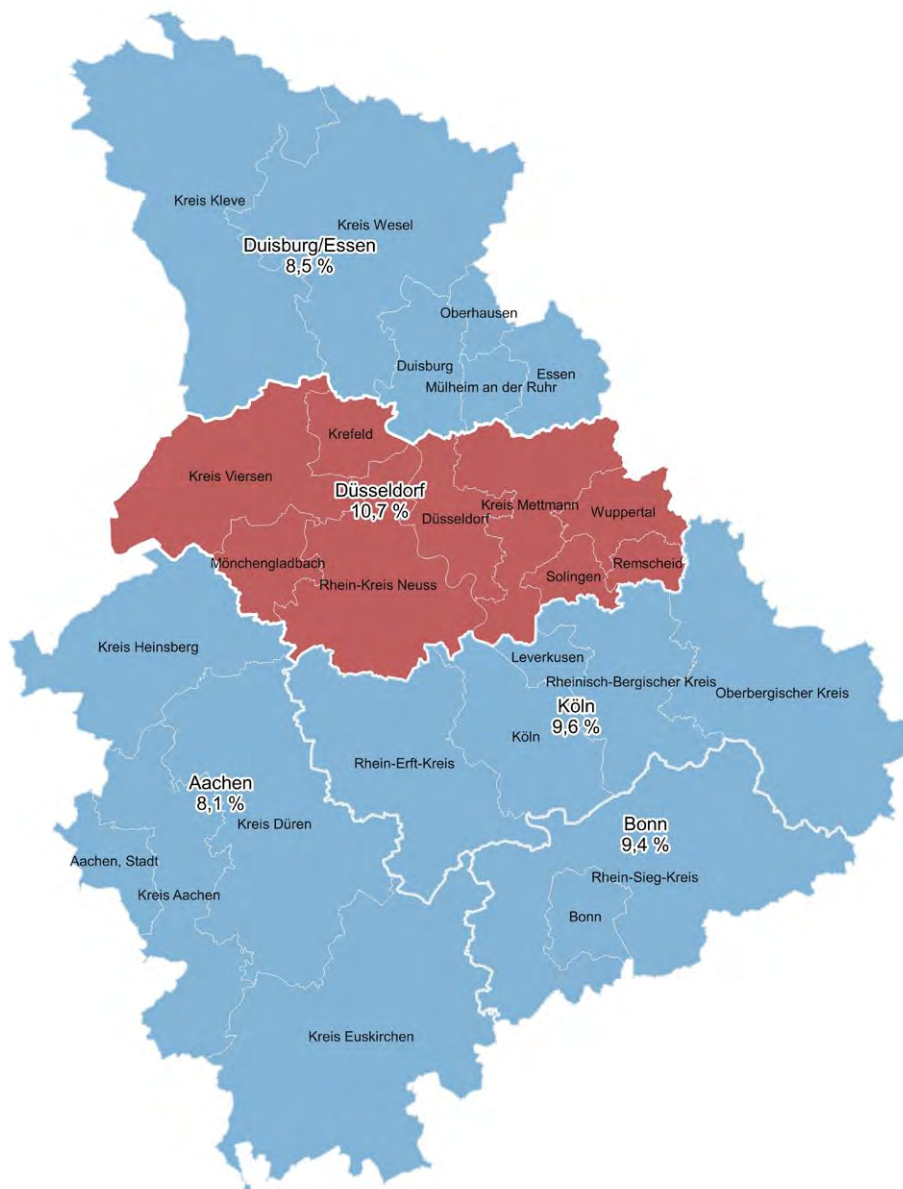 Kreis Kleve
Kreis Wesel
Duisburg/Essen
8,5 %
Oberhausen
Duisburg
Essen
Mülheim an der Ruhr
Krefeld
Kreis Viersen
Düsseldorf
10,7 %
Kreis Mettmann
Wuppertal
Düsseldorf
Mönchengladbach
Remscheid
Solingen
Rhein-Kreis Neuss
Kreis Heinsberg
Leverkusen
Rheinisch-Bergischer Kreis
Oberbergischer Kreis
Köln
9,6 %
Köln
Rhein-Erft-Kreis
Aachen
8,1 %
Kreis Düren
Bonn
9,4 %
Aachen, Stadt
Rhein-Sieg-Kreis
Kreis Aachen
Bonn
Kreis Euskirchen